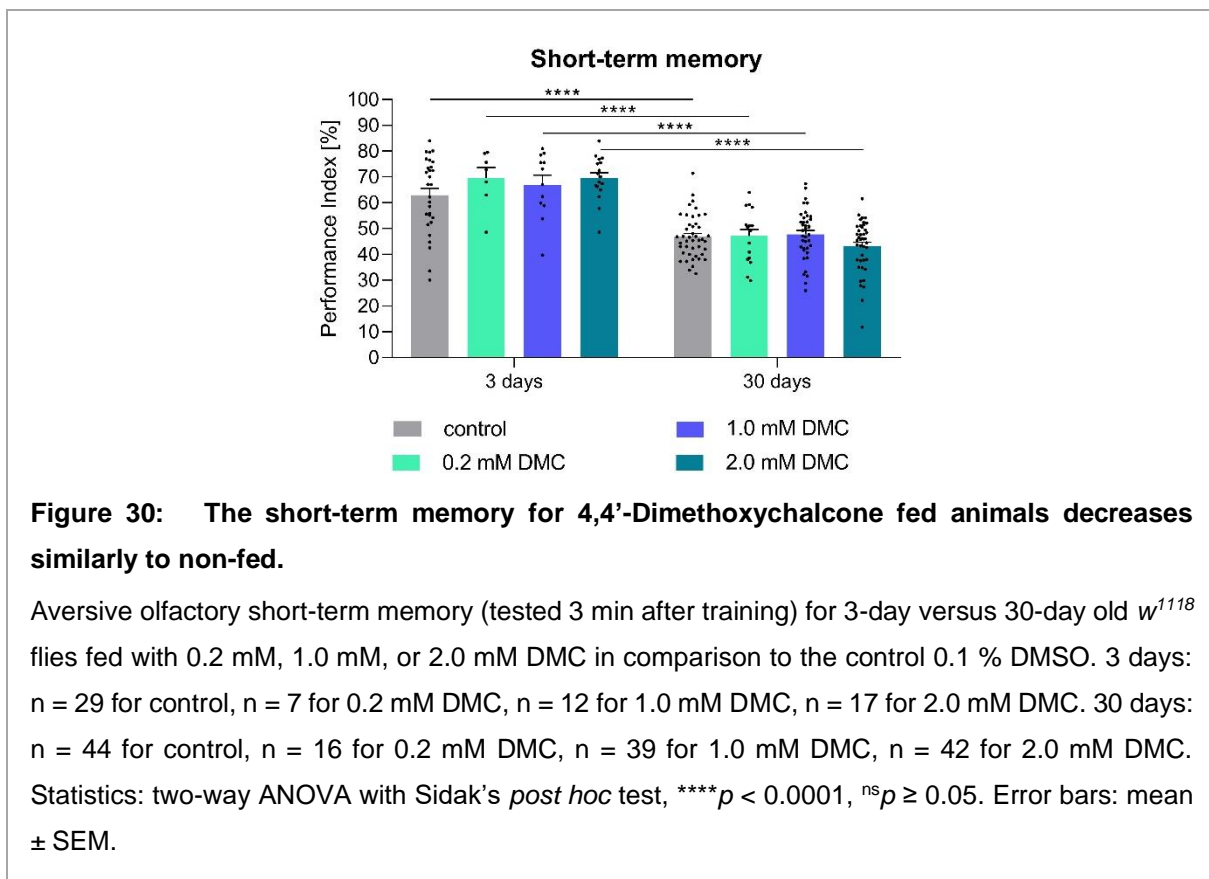 Short-term memory
****
****
****
****
Performance Index [%]
100
90
80
70
60
50
40
30
20
10
0
3 days
30 days
control
1.0 mM DMC
0.2 mM DMC
2.0 mM DMC
Figure 30: The short-term memory for 4,4’-Dimethoxychalcone fed animals decreases
similarly to non-fed.
Aversive olfactory short-term memory (tested 3 min after training) for 3-day versus 30-day old w1118
flies fed with 0.2 mM, 1.0 mM, or 2.0 mM DMC in comparison to the control 0.1 % DMSO. 3 days:
n = 29 for control, n = 7 for 0.2 mM DMC, n = 12 for 1.0 mM DMC, n = 17 for 2.0 mM DMC. 30 days:
n = 44 for control, n = 16 for 0.2 mM DMC, n = 39 for 1.0 mM DMC, n = 42 for 2.0 mM DMC.
Statistics: two-way ANOVA with Sidak’s post hoc test, ****p < 0.0001, nsp ≥ 0.05. Error bars: mean
± SEM.